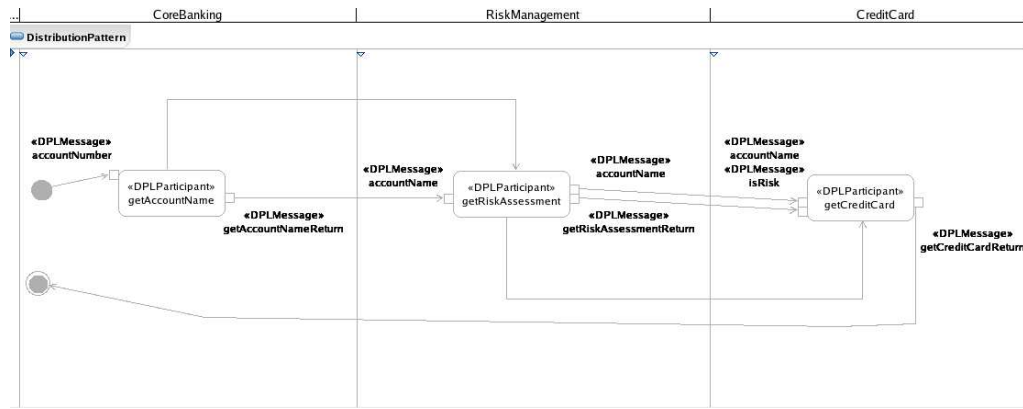 ...
CoreBanking
RiskManagement
CreditCard
DistributionPattern
«DPLMessage»
accountNumber
«DPLParticipant»
getAccountName
«DPLMessage»
getAccountNameReturn
«DPLMessage»
accountName
«DPLParticipant»
getRiskAssessment
«DPLMessage»
accountName
«DPLMessage»
getRiskAssessmentReturn
«DPLMessage»
accountName
«DPLMessage»
isRisk
«DPLParticipant»
getCreditCard
«DPLMessage»
getCreditCardReturn